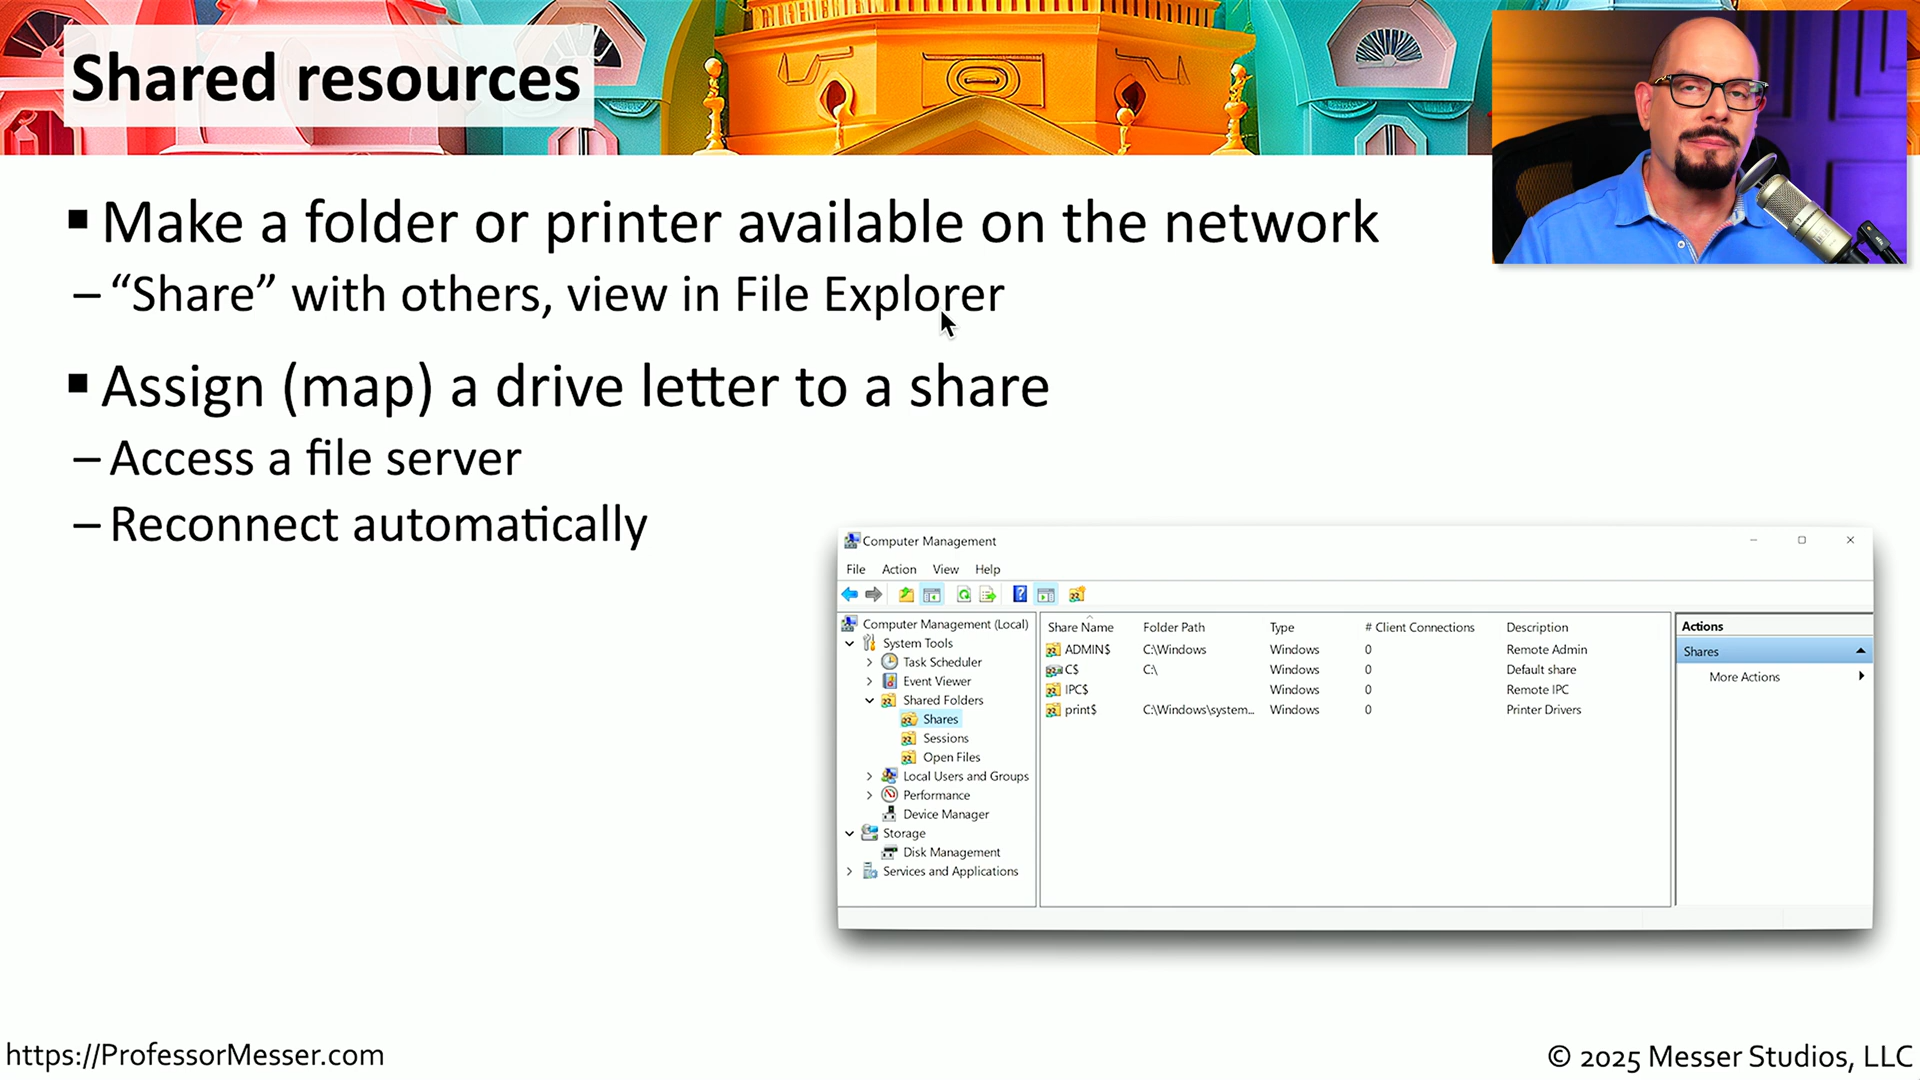 Shared resources
▪ Make a folder or printer available on the network
– “Share” with others, view in File Explorer
▪ Assign (map) a drive letter to a share
– Access a file server
– Reconnect automatically
Computer Management
File Action View Help
Computer Management (Local)
System Tools
Task Scheduler
Event Viewer
Shared Folders
Shares
Sessions
Open Files
Local Users and Groups
Performance
Device Manager
Storage
Disk Management
Services and Applications
Share Name Folder Path Type # Client Connections Description
ADMIN$ C:\Windows Windows 0 Remote Admin
C$ C:\ Windows 0 Default share
IPC$ Windows 0 Remote IPC
print$ C:\Windows\system... Windows 0 Printer Drivers
Actions
Shares
More Actions
https://ProfessorMesser.com
© 2025 Messer Studios, LLC